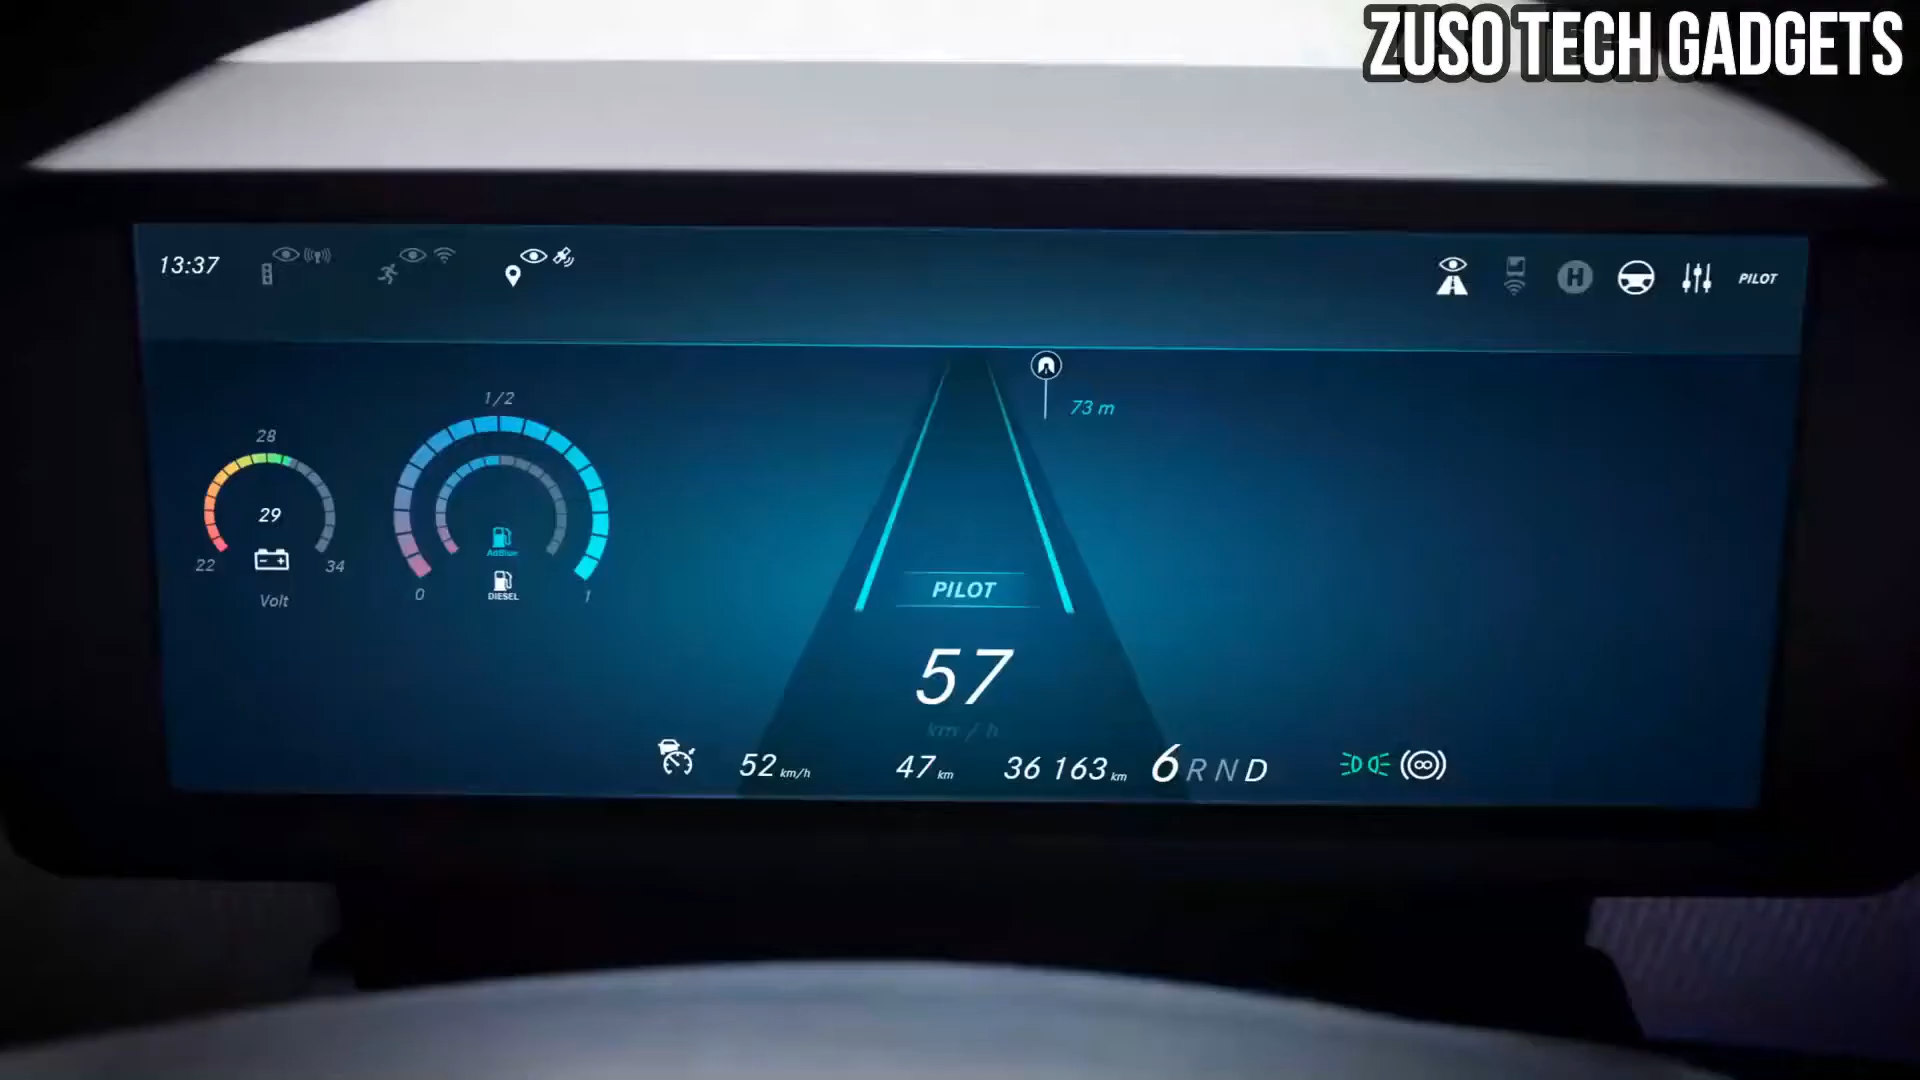 ZUSO TECH GADGETS
13:37
H
PILOT
73 m
1/2
28
29
22
34
Volt
AdBlue
DIESEL
0
1
PILOT
57
km / h
52 km/h
47 km
36 163 km
6 R N D